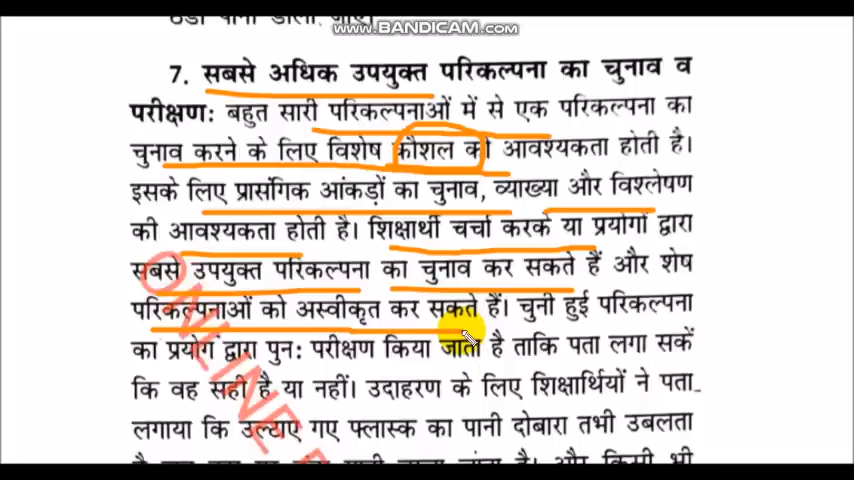 ठंडा पानी डाला जाए।
www.BANDICAM.com
7. सबसे अधिक उपयुक्त परिकल्पना का चुनाव व
परीक्षण: बहुत सारी परिकल्पनाओं में से एक परिकल्पना का
चुनाव करने के लिए विशेष कौशल की आवश्यकता होती है।
इसके लिए प्रासंगिक आंकड़ों का चुनाव, व्याख्या और विश्लेषण
की आवश्यकता होती है। शिक्षार्थी चर्चा करके या प्रयोगों द्वारा
सबसे उपयुक्त परिकल्पना का चुनाव कर सकते हैं और शेष
परिकल्पनाओं को अस्वीकृत कर सकते हैं। चुनी हुई परिकल्पना
का प्रयोग द्वारा पुन: परीक्षण किया जाता है ताकि पता लगा सकें
कि वह सही है या नहीं। उदाहरण के लिए शिक्षार्थियों ने पता
लगाया कि उल्टाए गए फ्लास्क का पानी दोबारा तभी उबलता
है। और किसी भी
ONLINE